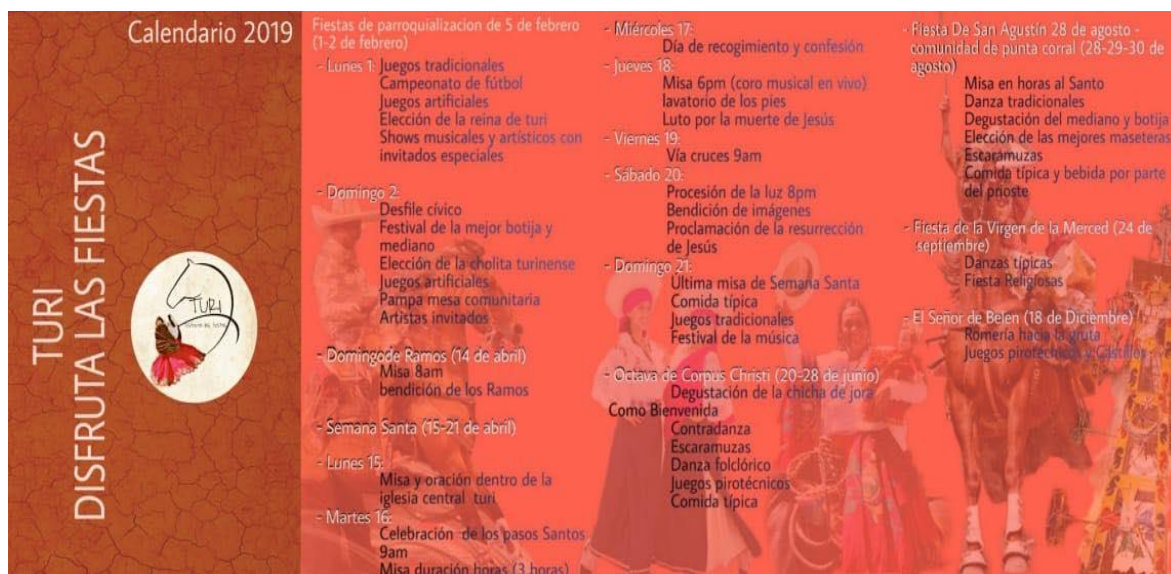 Calendario 2019
TURI
DISFRUTA LAS FIESTAS
TURI
Fiestas de parroquializacion de 5 de febrero
(1-2 de febrero)
- Lunes 1: Juegos tradicionales
Campeonato de fútbol
Juegos artificiales
Elección de la reina de turi
Shows musicales y artísticos con
invitados especiales
- Domingo 2:
Desfile cívico
Festival de la mejor botija y
mediano
Elección de la cholita turinense
Juegos artificiales
Pampa mesa comunitaria
Artistas invitados
- Domingode Ramos (14 de abril)
Misa 8am
bendición de los Ramos
- Semana Santa (15-21 de abril)
- Lunes 15:
Misa y oración dentro de la
iglesia central turi
- Martes 16:
Celebración de los pasos Santos
9am
Misa duración horas (3 horas)
- Miércoles 17:
Día de recogimiento y confesión
- Jueves 18:
Misa 6pm (coro musical en vivo)
lavatorio de los pies
Luto por la muerte de Jesús
- Viernes 19:
Vía cruces 9am
- Sábado 20:
Procesión de la luz 8pm
Bendición de imágenes
Proclamación de la resurrección
de Jesús
- Domingo 21:
Última misa de Semana Santa
Comida típica
Juegos tradicionales
Festival de la música
- Octava de Corpus Christi (20-28 de junio)
Degustación de la chicha de jora
Como Bienvenida
Contradanza
Escaramuzas
Danza folclórico
Juegos pirotécnicos
Comida típica
- Fiesta De San Agustín 28 de agosto -
comunidad de punta corral (28-29-30 de
agosto)
Misa en horas al Santo
Danza tradicionales
Degustación del mediano y botija
Elección de las mejores maseteras
Escaramuzas
Comida típica y bebida por parte
del prioste
- Fiesta de la Virgen de la Merced (24 de
septiembre)
Danzas típicas
Fiesta Religiosas
- El Señor de Belen (18 de Diciembre)
Romería hacia la gruta
Juegos pirotécnicos y Castillos